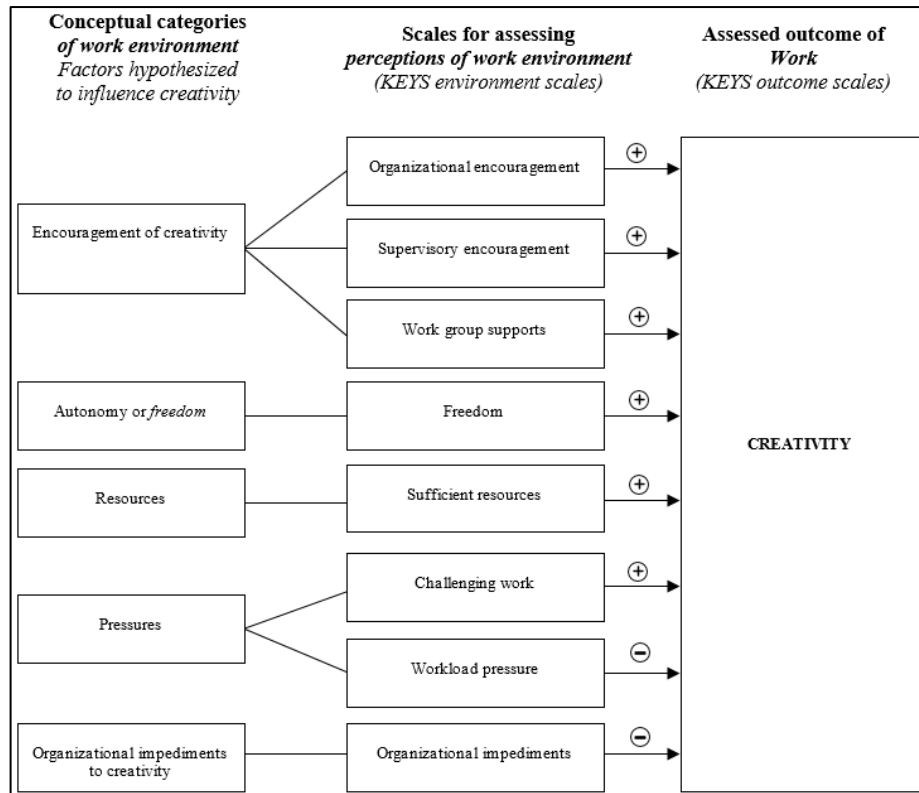 Conceptual categories
of work environment
Factors hypothesized
to influence creativity
Scales for assessing
perceptions of work environment
(KEYS environment scales)
Assessed outcome of
Work
(KEYS outcome scales)
Encouragement of creativity
Organizational encouragement
+
Supervisory encouragement
+
Work group supports
+
Autonomy or freedom
Freedom
+
Resources
Sufficient resources
+
Pressures
Challenging work
+
Workload pressure
−
Organizational impediments
to creativity
Organizational impediments
−
CREATIVITY